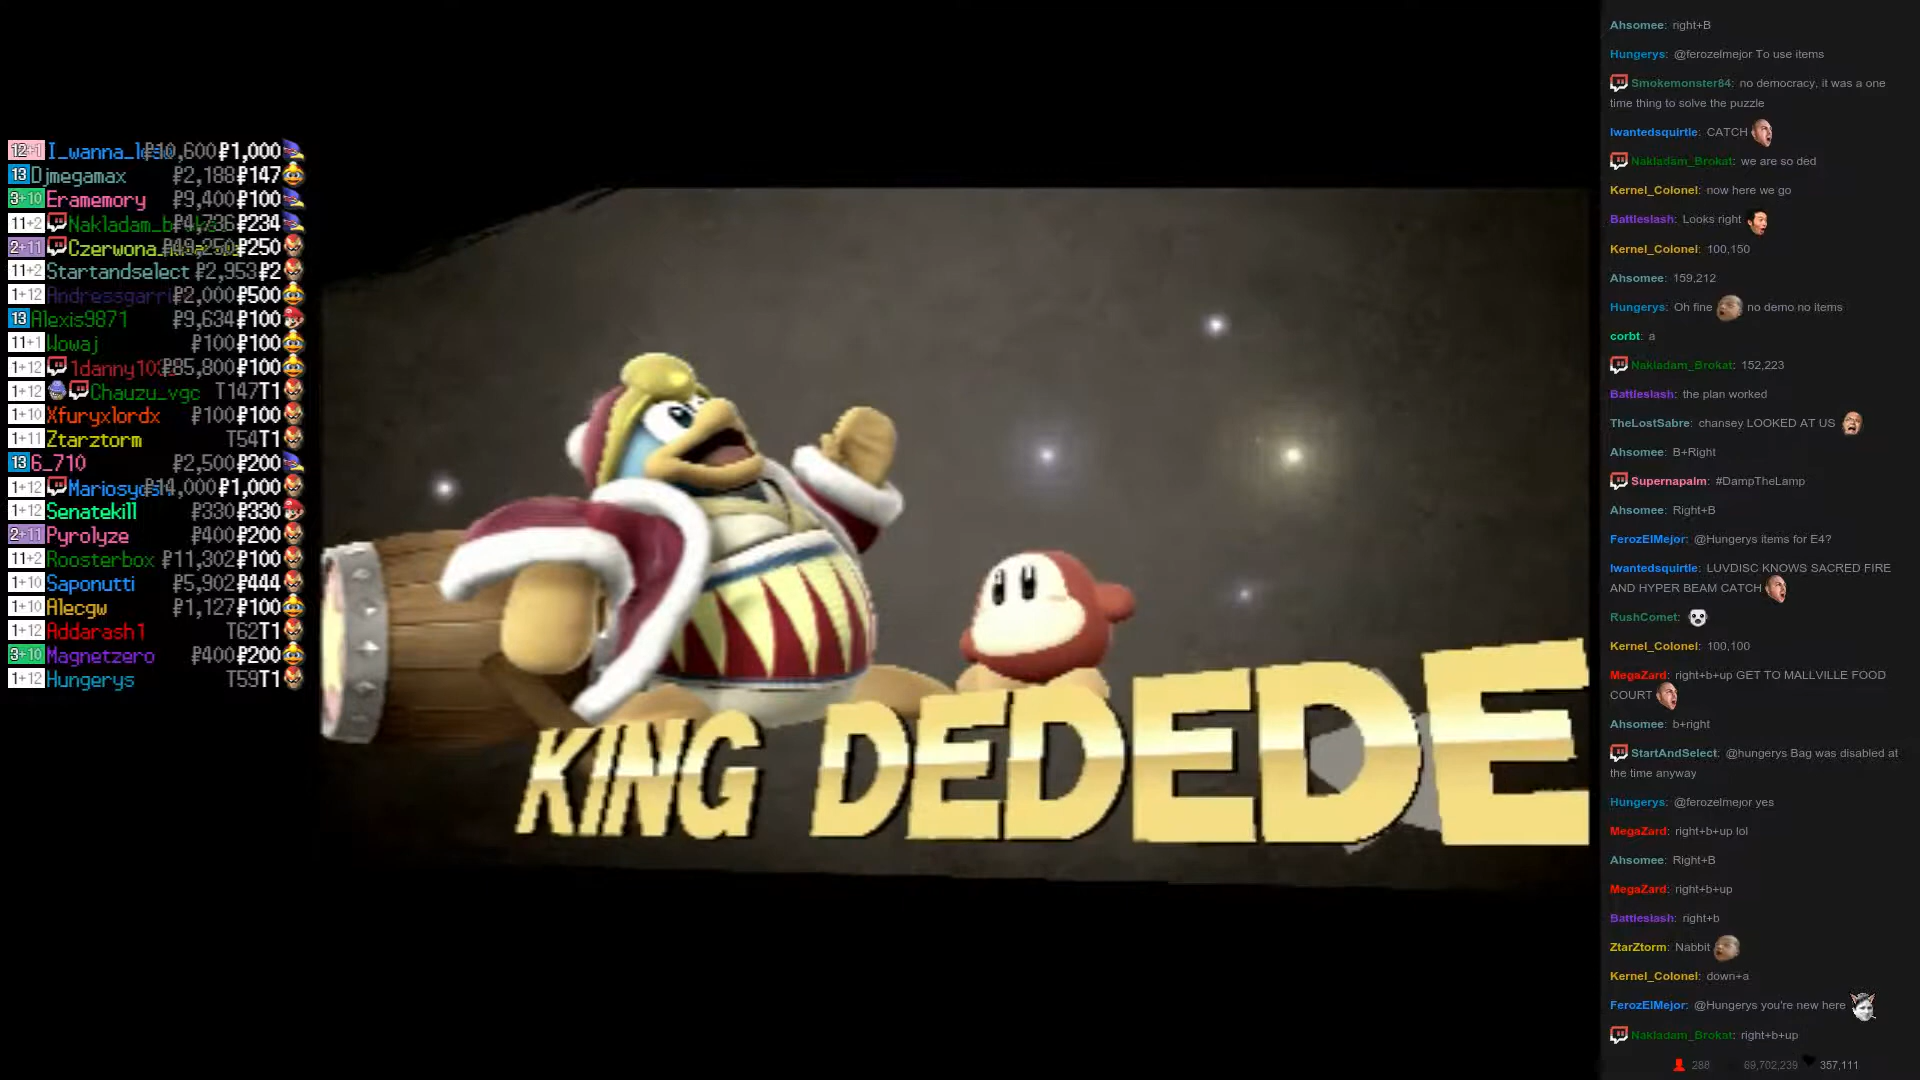 12+1 ₽10,600 ₽1,000
13 Djmegamax ₽2,188 ₽147
3+10 Eramemory ₽9,400 ₽100
11+2 ₽4,736 ₽234
2+11 ₽49,250 ₽250
11+2 Startandselect ₽2,953 ₽2
1+12 ₽2,000 ₽500
13 Alexis9871 ₽9,634 ₽100
11+1 Wowaj ₽100 ₽100
1+12 ₽85,800 ₽100
1+12 Chauzu_vgc T147 T1
1+10 Xfuryxlordx ₽100 ₽100
1+11 Ztarztorm T54 T1
13 6_710 ₽2,500 ₽200
1+12 ₽14,000 ₽1,000
1+12 Senatekill ₽330 ₽330
2+11 Pyrolyze ₽400 ₽200
11+2 Roosterbox ₽11,302 ₽100
1+10 Saponutti ₽5,902 ₽444
1+10 Alecgw ₽1,127 ₽100
1+12 Addarash1 T62 T1
3+10 Magnetzero ₽400 ₽200
1+12 Hungerys T59 T1
KING DEDEDE
Ahsomee: right+B
Hungerys: @ferozelmejor To use items
Smokemonster84: no democracy, it was a one
time thing to solve the puzzle
Iwantedsquirtle: CATCH
Nakladam_Brokat: we are so ded
Kernel_Colonel: now here we go
Battleslash: Looks right
Kernel_Colonel: 100,150
Ahsomee: 159,212
Hungerys: Oh fine no demo no items
corbt: a
Nakladam_Brokat: 152,223
Battleslash: the plan worked
TheLostSabre: chansey LOOKED AT US
Ahsomee: B+Right
Supernapalm: #DampTheLamp
Ahsomee: Right+B
FerozElMejor: @Hungerys items for E4?
Iwantedsquirtle: LUVDISC KNOWS SACRED FIRE
AND HYPER BEAM CATCH
RushComet:
Kernel_Colonel: 100,100
MegaZard: right+b+up GET TO MALLVILLE FOOD
COURT
Ahsomee: b+right
StartAndSelect: @hungerys Bag was disabled at
the time anyway
Hungerys: @ferozelmejor yes
MegaZard: right+b+up lol
Ahsomee: Right+B
MegaZard: right+b+up
Battleslash: right+b
ZtarZtorm: Nabbit
Kernel_Colonel: down+a
FerozElMejor: @Hungerys you're new here
Nakladam_Brokat: right+b+up
288 69,702,239 357,111